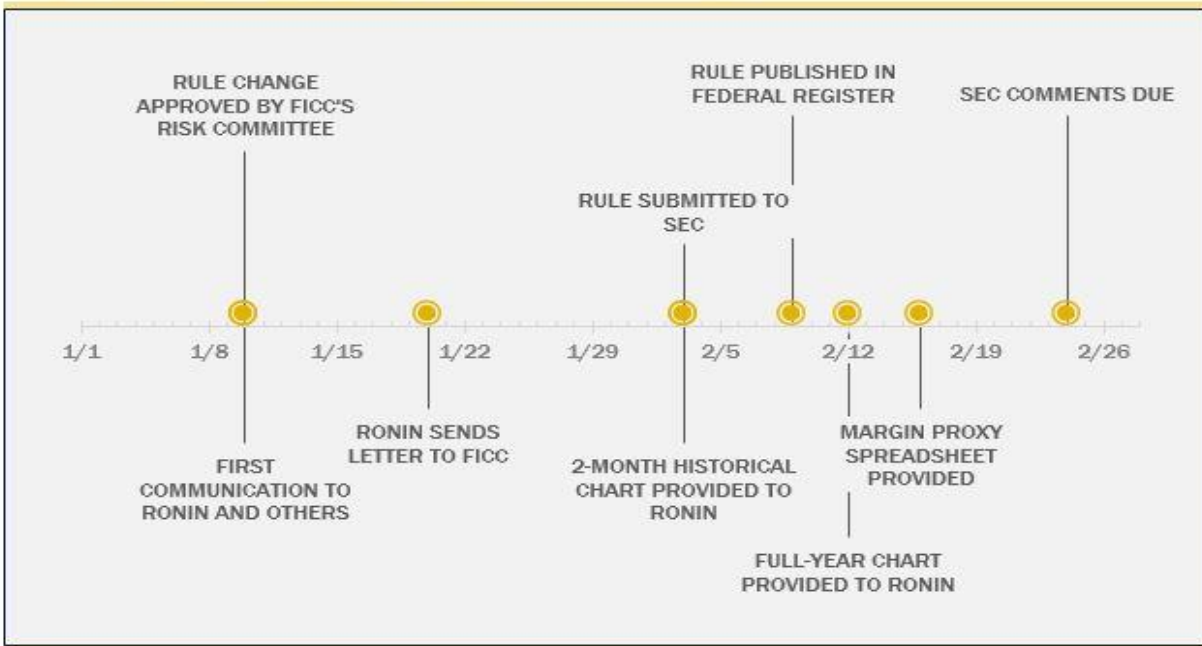 RULE CHANGE
APPROVED BY FICC'S
RISK COMMITTEE
RULE PUBLISHED IN
FEDERAL REGISTER
SEC COMMENTS DUE
RULE SUBMITTED TO
SEC
1/1
1/8
1/15
1/22
1/29
2/5
2/12
2/19
2/26
FIRST
COMMUNICATION TO
RONIN AND OTHERS
RONIN SENDS
LETTER TO FICC
2-MONTH HISTORICAL
CHART PROVIDED TO
RONIN
MARGIN PROXY
SPREADSHEET
PROVIDED
FULL-YEAR CHART
PROVIDED TO RONIN